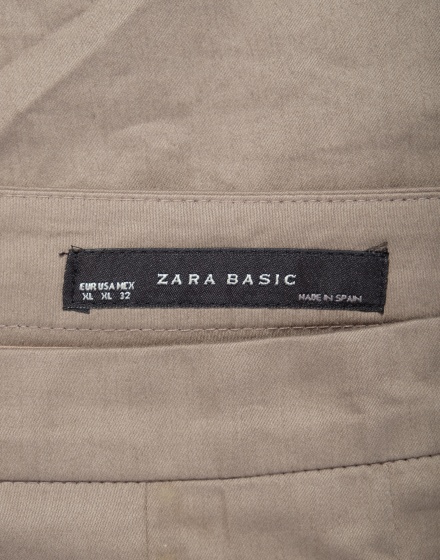 EUR USA MEX
XL XL 32
ZARA BASIC
MADE IN SPAIN